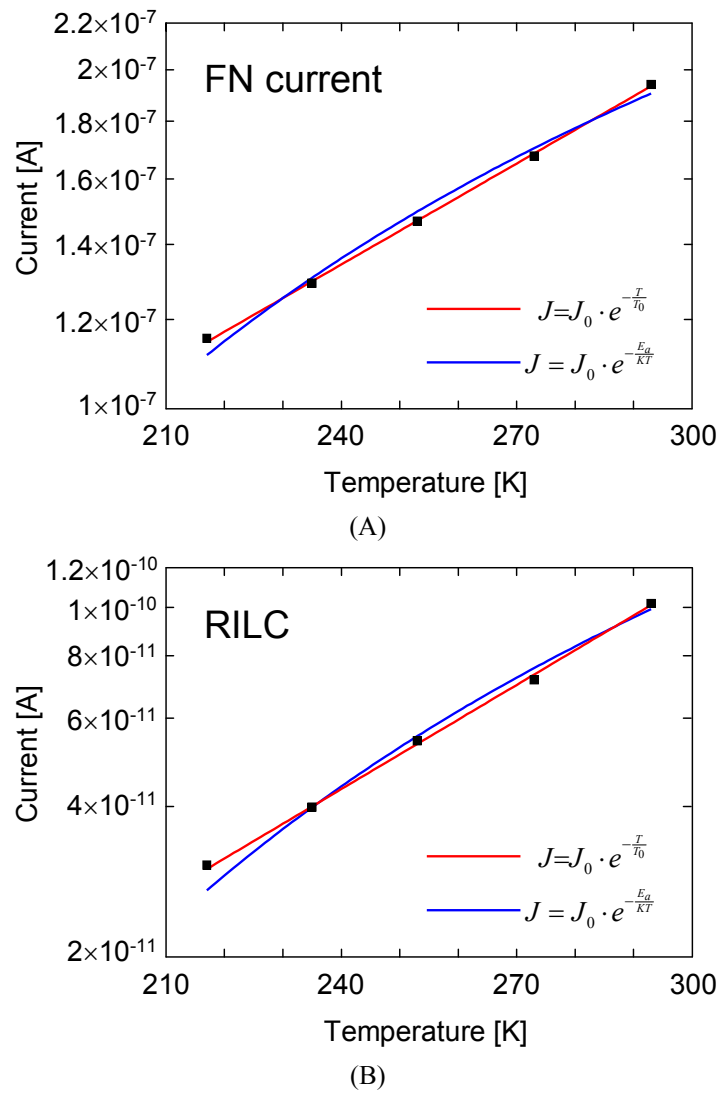 2.2×10⁻⁷
2×10⁻⁷
1.8×10⁻⁷
1.6×10⁻⁷
1.4×10⁻⁷
1.2×10⁻⁷
1×10⁻⁷
Current [A]
FN current
J=J₀ · e^{-T/T₀}
J = J₀ · e^{-Eₐ/KT}
210 240 270 300
Temperature [K]
(A)
1.2×10⁻¹⁰
1×10⁻¹⁰
8×10⁻¹¹
6×10⁻¹¹
4×10⁻¹¹
2×10⁻¹¹
Current [A]
RILC
J=J₀ · e^{-T/T₀}
J = J₀ · e^{-Eₐ/KT}
210 240 270 300
Temperature [K]
(B)